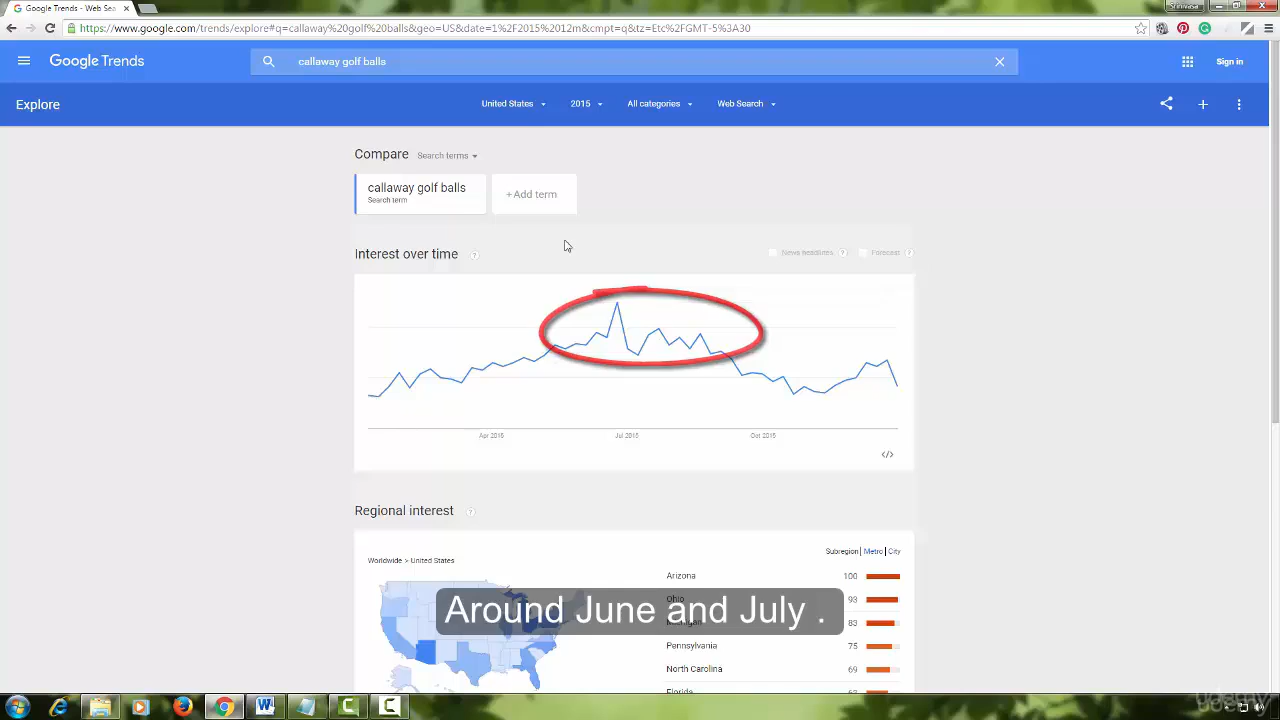 Google Trends - Web Sea
Srinivasa
https://www.google.com/trends/explore#q=callaway%20golf%20balls&geo=US&date=1%2F2015%2012m&cmpt=q&tz=Etc%2FGMT-5%3A30
Google Trends
callaway golf balls
Sign in
Explore
United States
2015
All categories
Web Search
Compare
Search terms
callaway golf balls
Search term
+Add term
Interest over time
?
News headlines ?
Forecast ?
Apr 2015
Jul 2015
Oct 2015
</>
Regional interest
?
Subregion | Metro | City
Worldwide > United States
Arizona 100
Ohio 93
Around June and July .
83
Pennsylvania 75
North Carolina 69
Florida
udemy